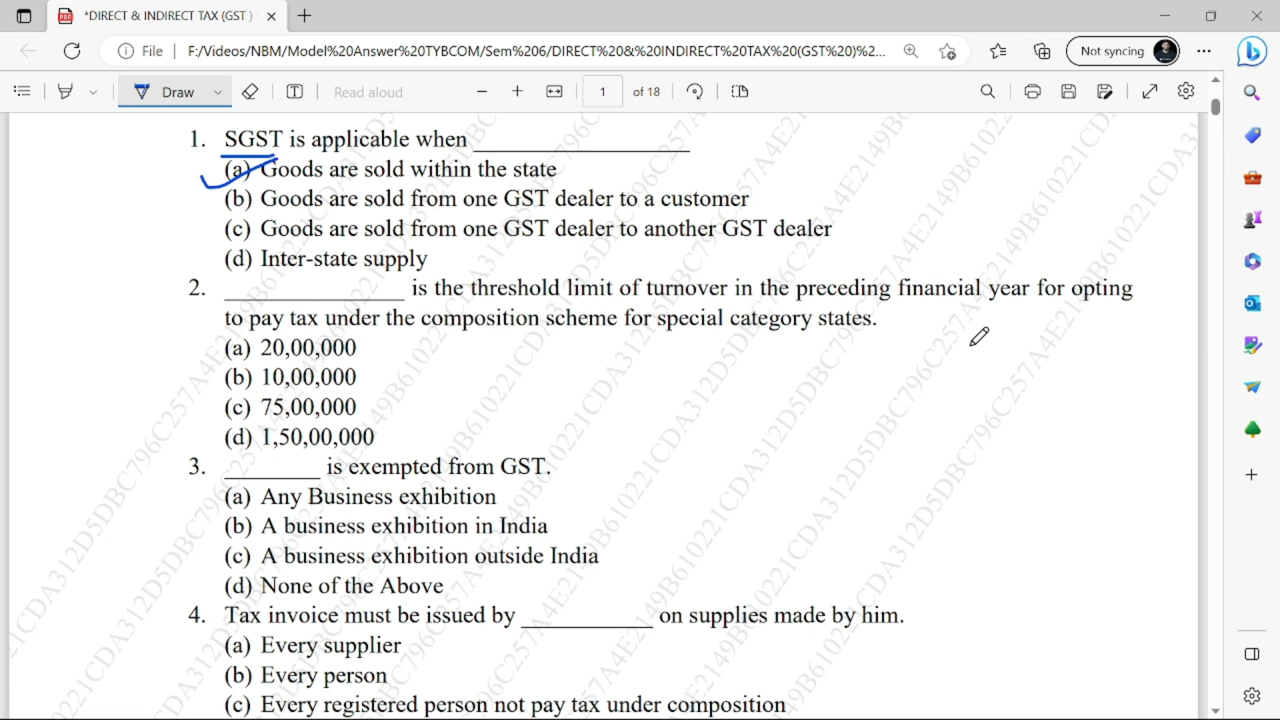 *DIRECT & INDIRECT TAX (GST )
File
F:/Videos/NBM/Model%20Answer%20TYBCOM/Sem%206/DIRECT%20&%20INDIRECT%20TAX%20(GST%20)%2...
Not syncing
Draw
Read aloud
1 of 18
1. SGST is applicable when ____________________
(a) Goods are sold within the state
(b) Goods are sold from one GST dealer to a customer
(c) Goods are sold from one GST dealer to another GST dealer
(d) Inter-state supply
2. _________________ is the threshold limit of turnover in the preceding financial year for opting
to pay tax under the composition scheme for special category states.
(a) 20,00,000
(b) 10,00,000
(c) 75,00,000
(d) 1,50,00,000
3. _________ is exempted from GST.
(a) Any Business exhibition
(b) A business exhibition in India
(c) A business exhibition outside India
(d) None of the Above
4. Tax invoice must be issued by ____________ on supplies made by him.
(a) Every supplier
(b) Every person
(c) Every registered person not pay tax under composition